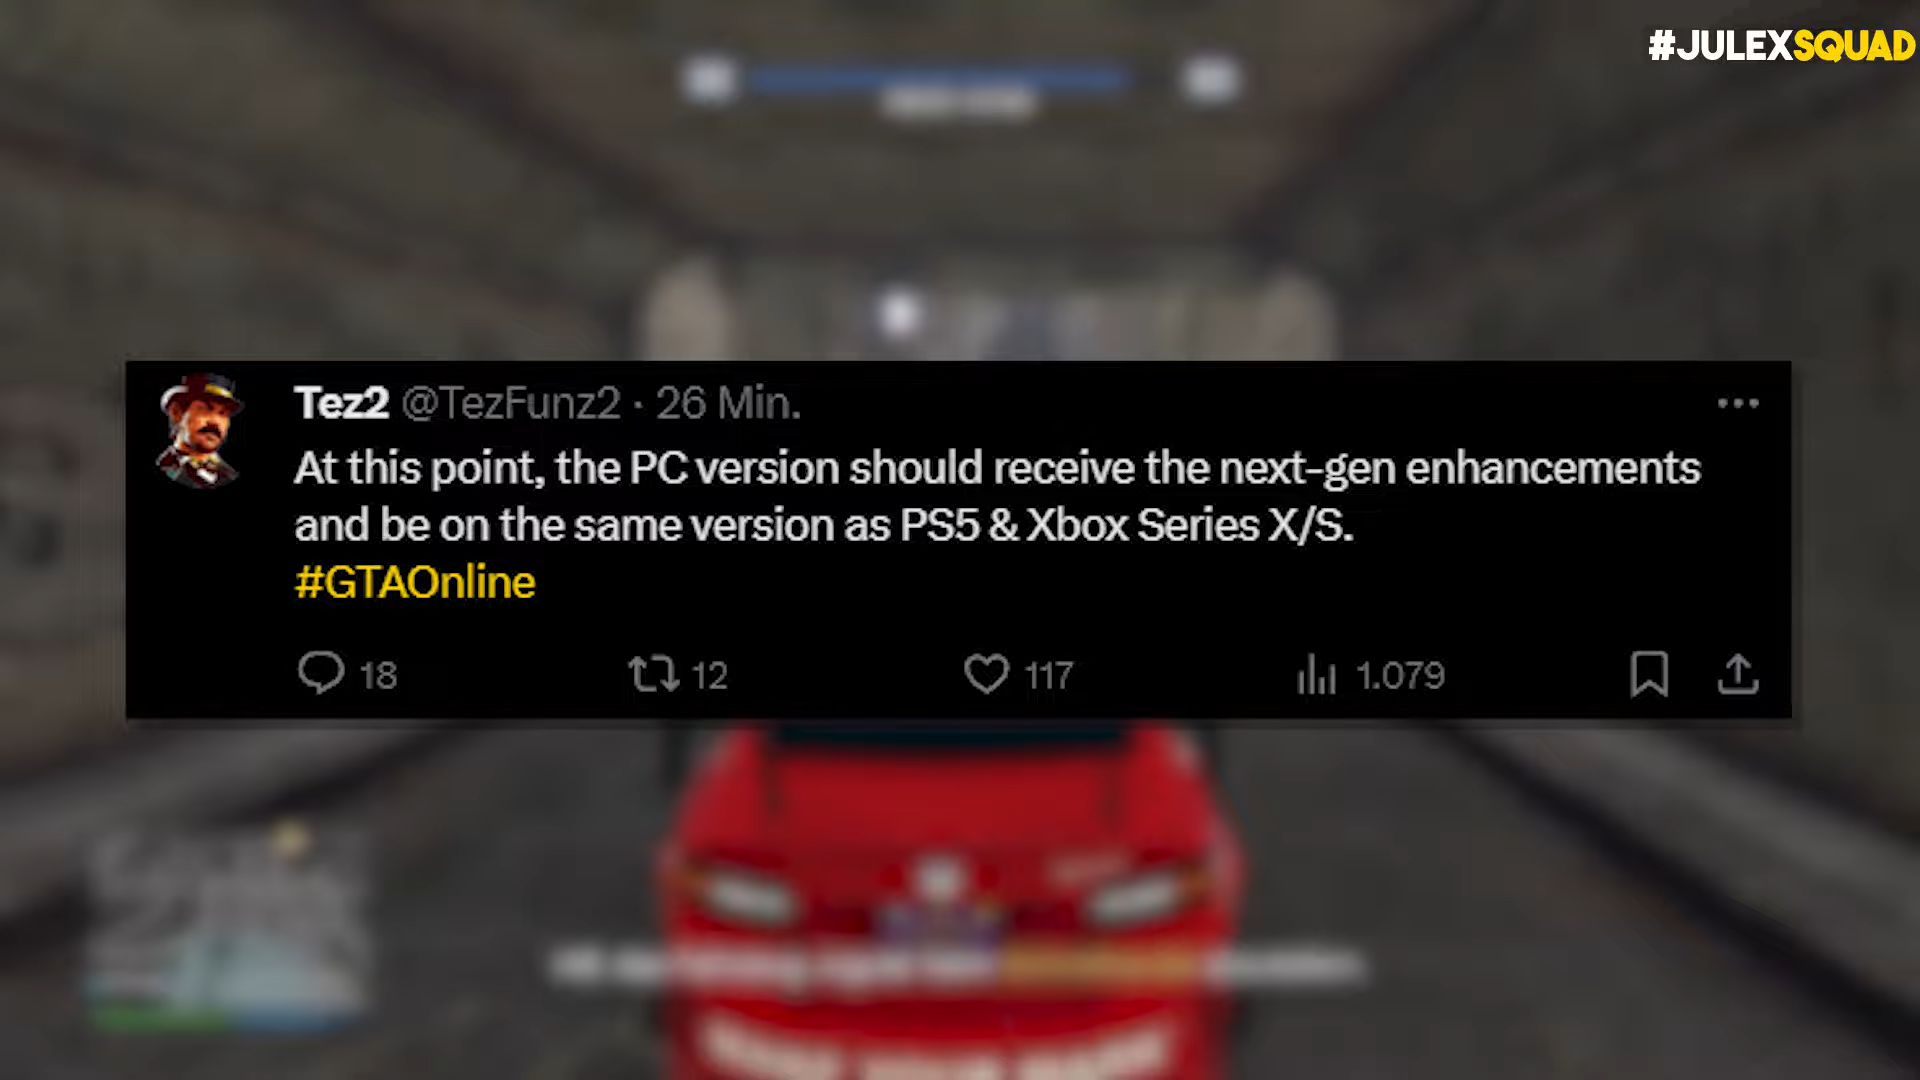 #JULEXSQUAD
Tez2 @TezFunz2 · 26 Min.
At this point, the PC version should receive the next-gen enhancements
and be on the same version as PS5 & Xbox Series X/S.
#GTAOnline
18 12 117 1.079